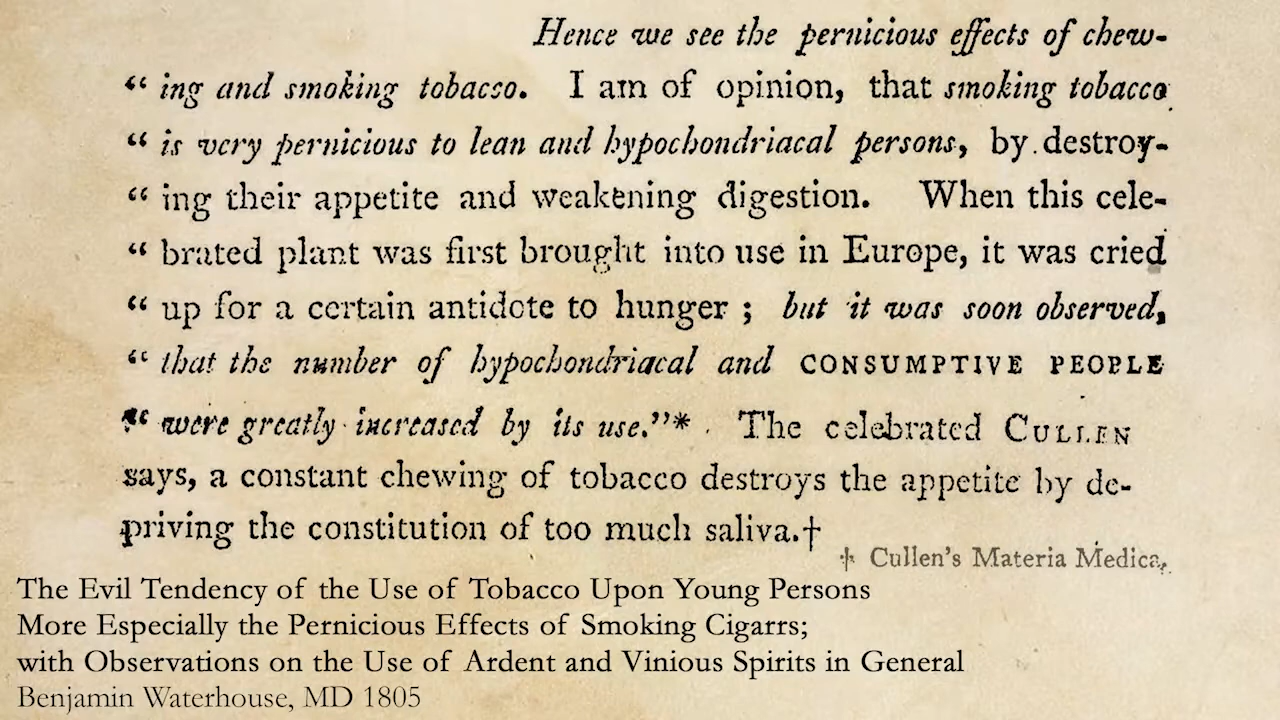 Hence we see the pernicious effects of chew-
“ ing and smoking tobacco. I am of opinion, that smoking tobacco
“ is very pernicious to lean and hypochondriacal persons, by destroy-
“ ing their appetite and weakening digestion. When this cele-
“ brated plant was first brought into use in Europe, it was cried
“ up for a certain antidote to hunger ; but it was soon observed,
“ that the number of hypochondriacal and CONSUMPTIVE PEOPLE
“ were greatly increased by its use.”* The celebrated CULLEN
says, a constant chewing of tobacco destroys the appetite by de-
priving the constitution of too much saliva.†
† Cullen's Materia Medica.
The Evil Tendency of the Use of Tobacco Upon Young Persons
More Especially the Pernicious Effects of Smoking Cigarrs;
with Observations on the Use of Ardent and Vinious Spirits in General
Benjamin Waterhouse, MD 1805